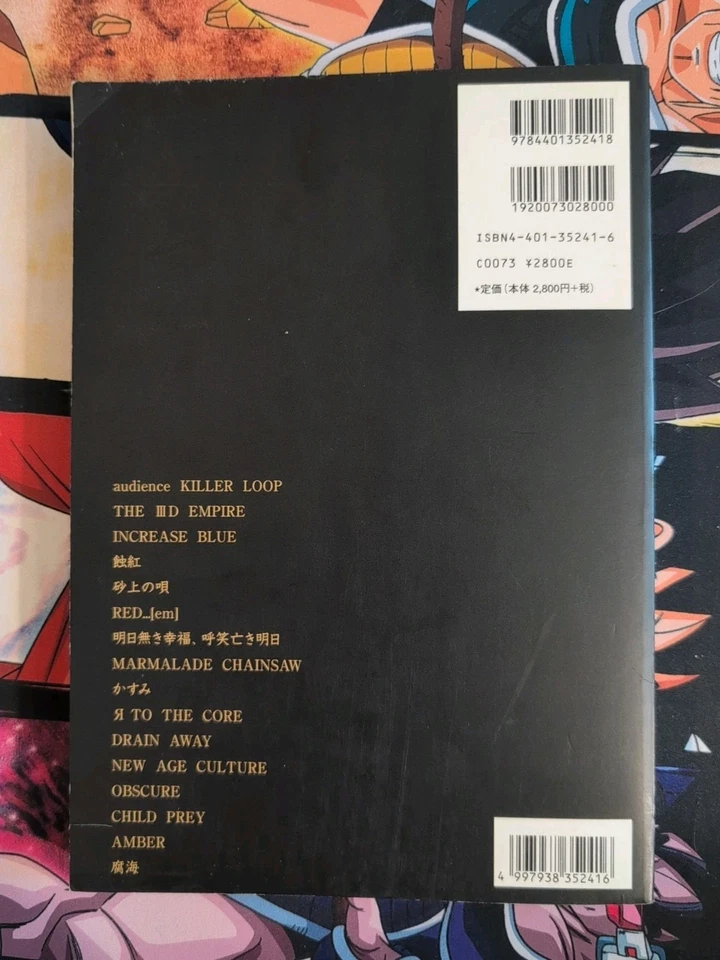 9784401352418
1920073028000
ISBN4-401-35241-6
C0073 ¥2800E
*定価(本体 2,800円+税)
audience KILLER LOOP
THE ⅢD EMPIRE
INCREASE BLUE
蝕紅
砂上の唄
RED...[em]
明日無き幸福、呼笑亡き明日
MARMALADE CHAINSAW
かすみ
Я TO THE CORE
DRAIN AWAY
NEW AGE CULTURE
OBSCURE
CHILD PREY
AMBER
腐海
4 997938 352416